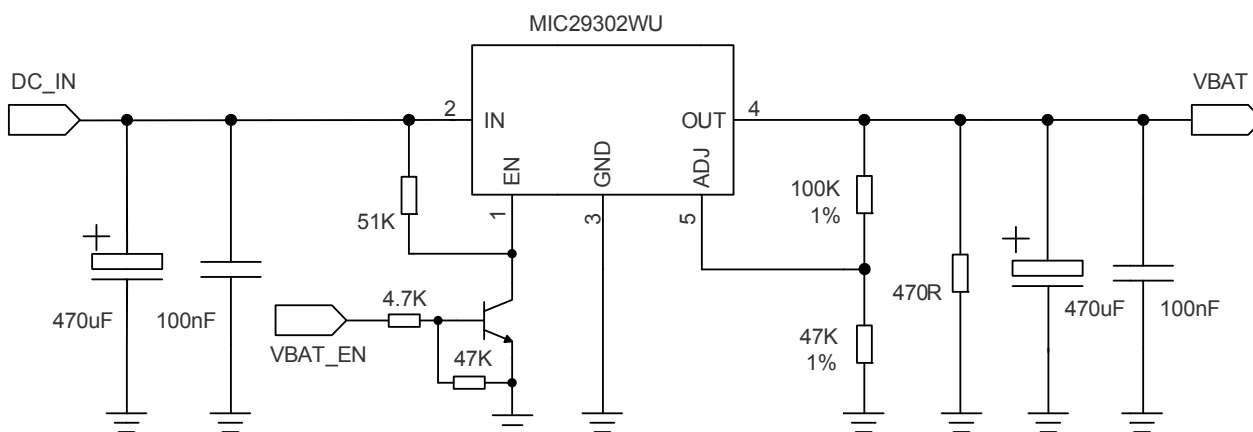 MIC29302WU
DC_IN
VBAT
2
IN
OUT
4
EN
GND
ADJ
1
3
5
51K
100K
1%
470uF
100nF
4.7K
VBAT_EN
47K
470R
47K
1%
470uF
100nF